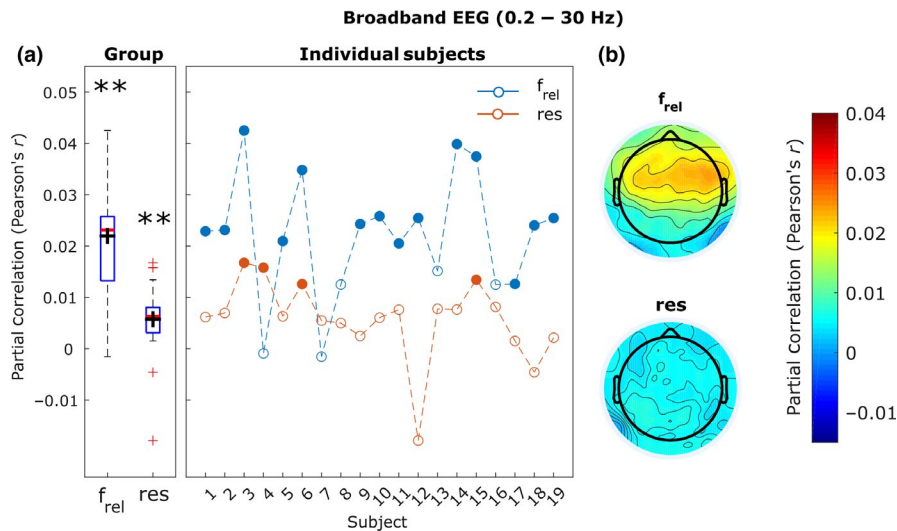 Broadband EEG (0.2 – 30 Hz)
(a) Group Individual subjects (b)
Partial Correlation (Pearson's r)
0.05
0.04
0.03
0.02
0.01
0
−0.01
**
**
f_rel res
f_rel
res
1 2 3 4 5 6 7 8 9 10 11 12 13 14 15 16 17 18 19
Subject
f_rel
res
0.04
0.03
0.02
0.01
0
−0.01
Partial Correlation (Pearson's r)